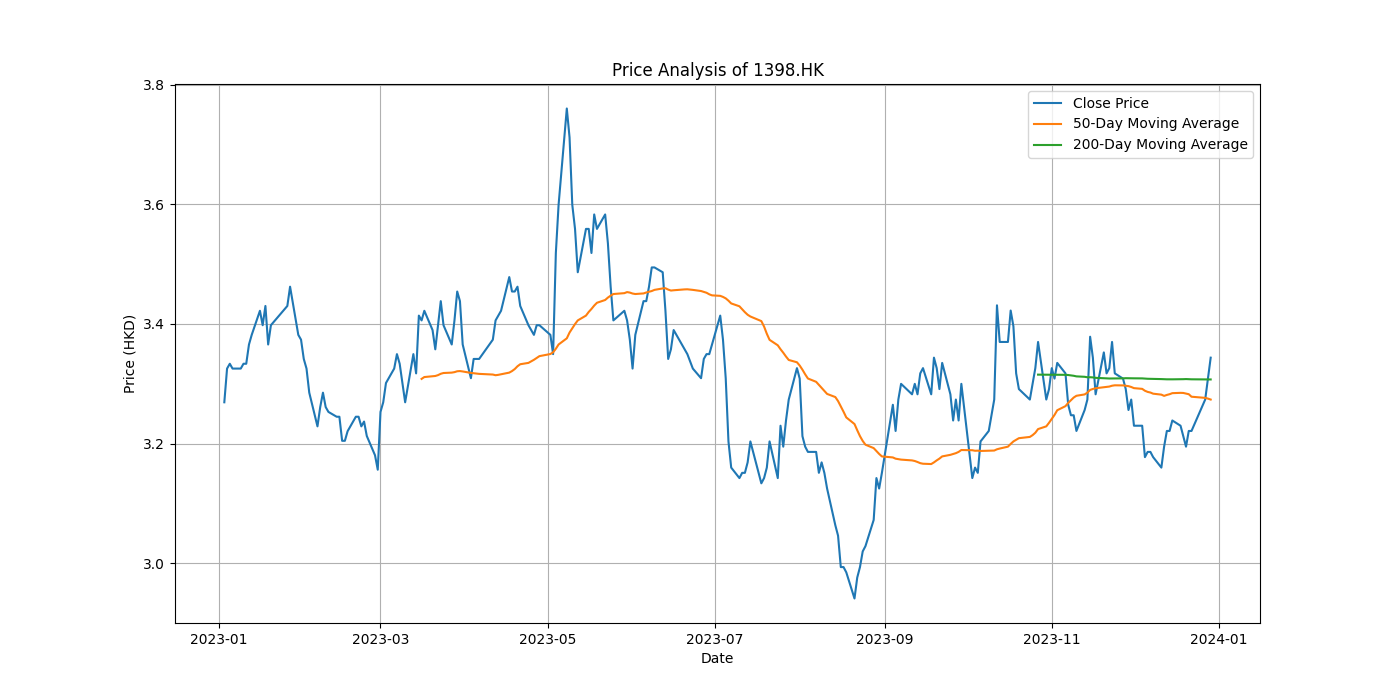 Price Analysis of 1398.HK
3.8
3.6
3.4
3.2
3.0
Price (HKD)
Close Price
50-Day Moving Average
200-Day Moving Average
2023-01
2023-03
2023-05
2023-07
2023-09
2023-11
2024-01
Date